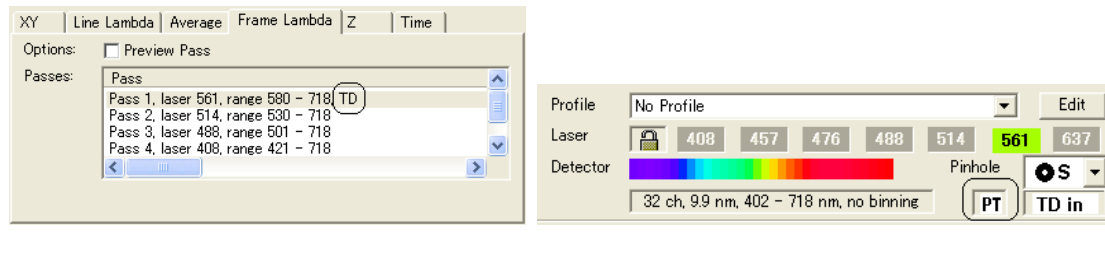 XY Line Lambda Average Frame Lambda Z Time
Options: Preview Pass
Passes: Pass
Pass 1, laser 561, range 580 - 718, TD
Pass 2, laser 514, range 530 - 718
Pass 3, laser 488, range 501 - 718
Pass 4, laser 408, range 421 - 718
Profile No Profile Edit
Laser 408 457 476 488 514 561 637
Detector Pinhole S
32 ch, 9.9 nm, 402 - 718 nm, no binning PT TD in